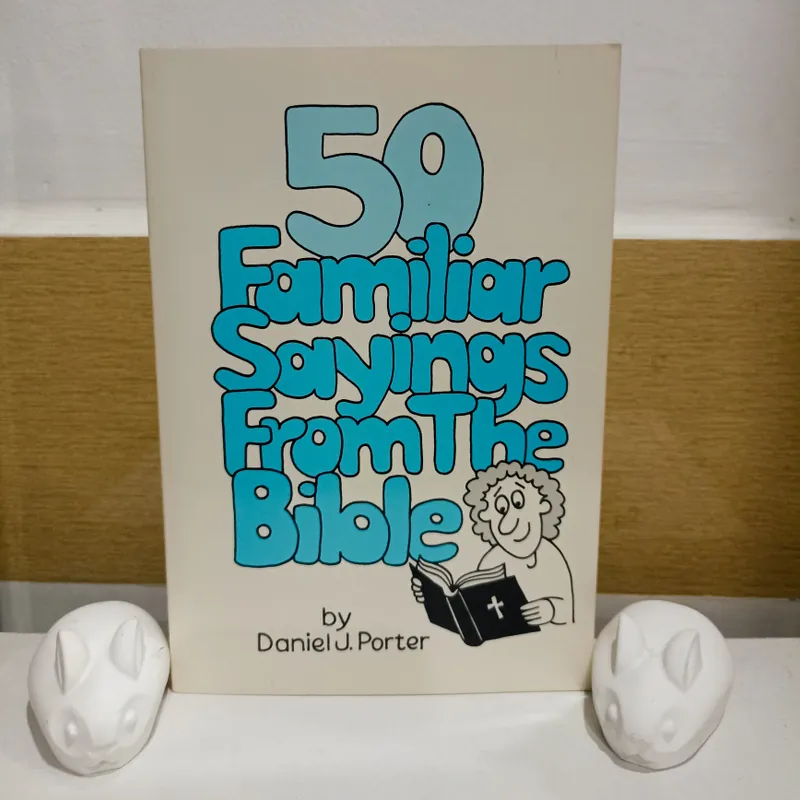 50
Familiar
Sayings
From The
Bible
by
Daniel J. Porter